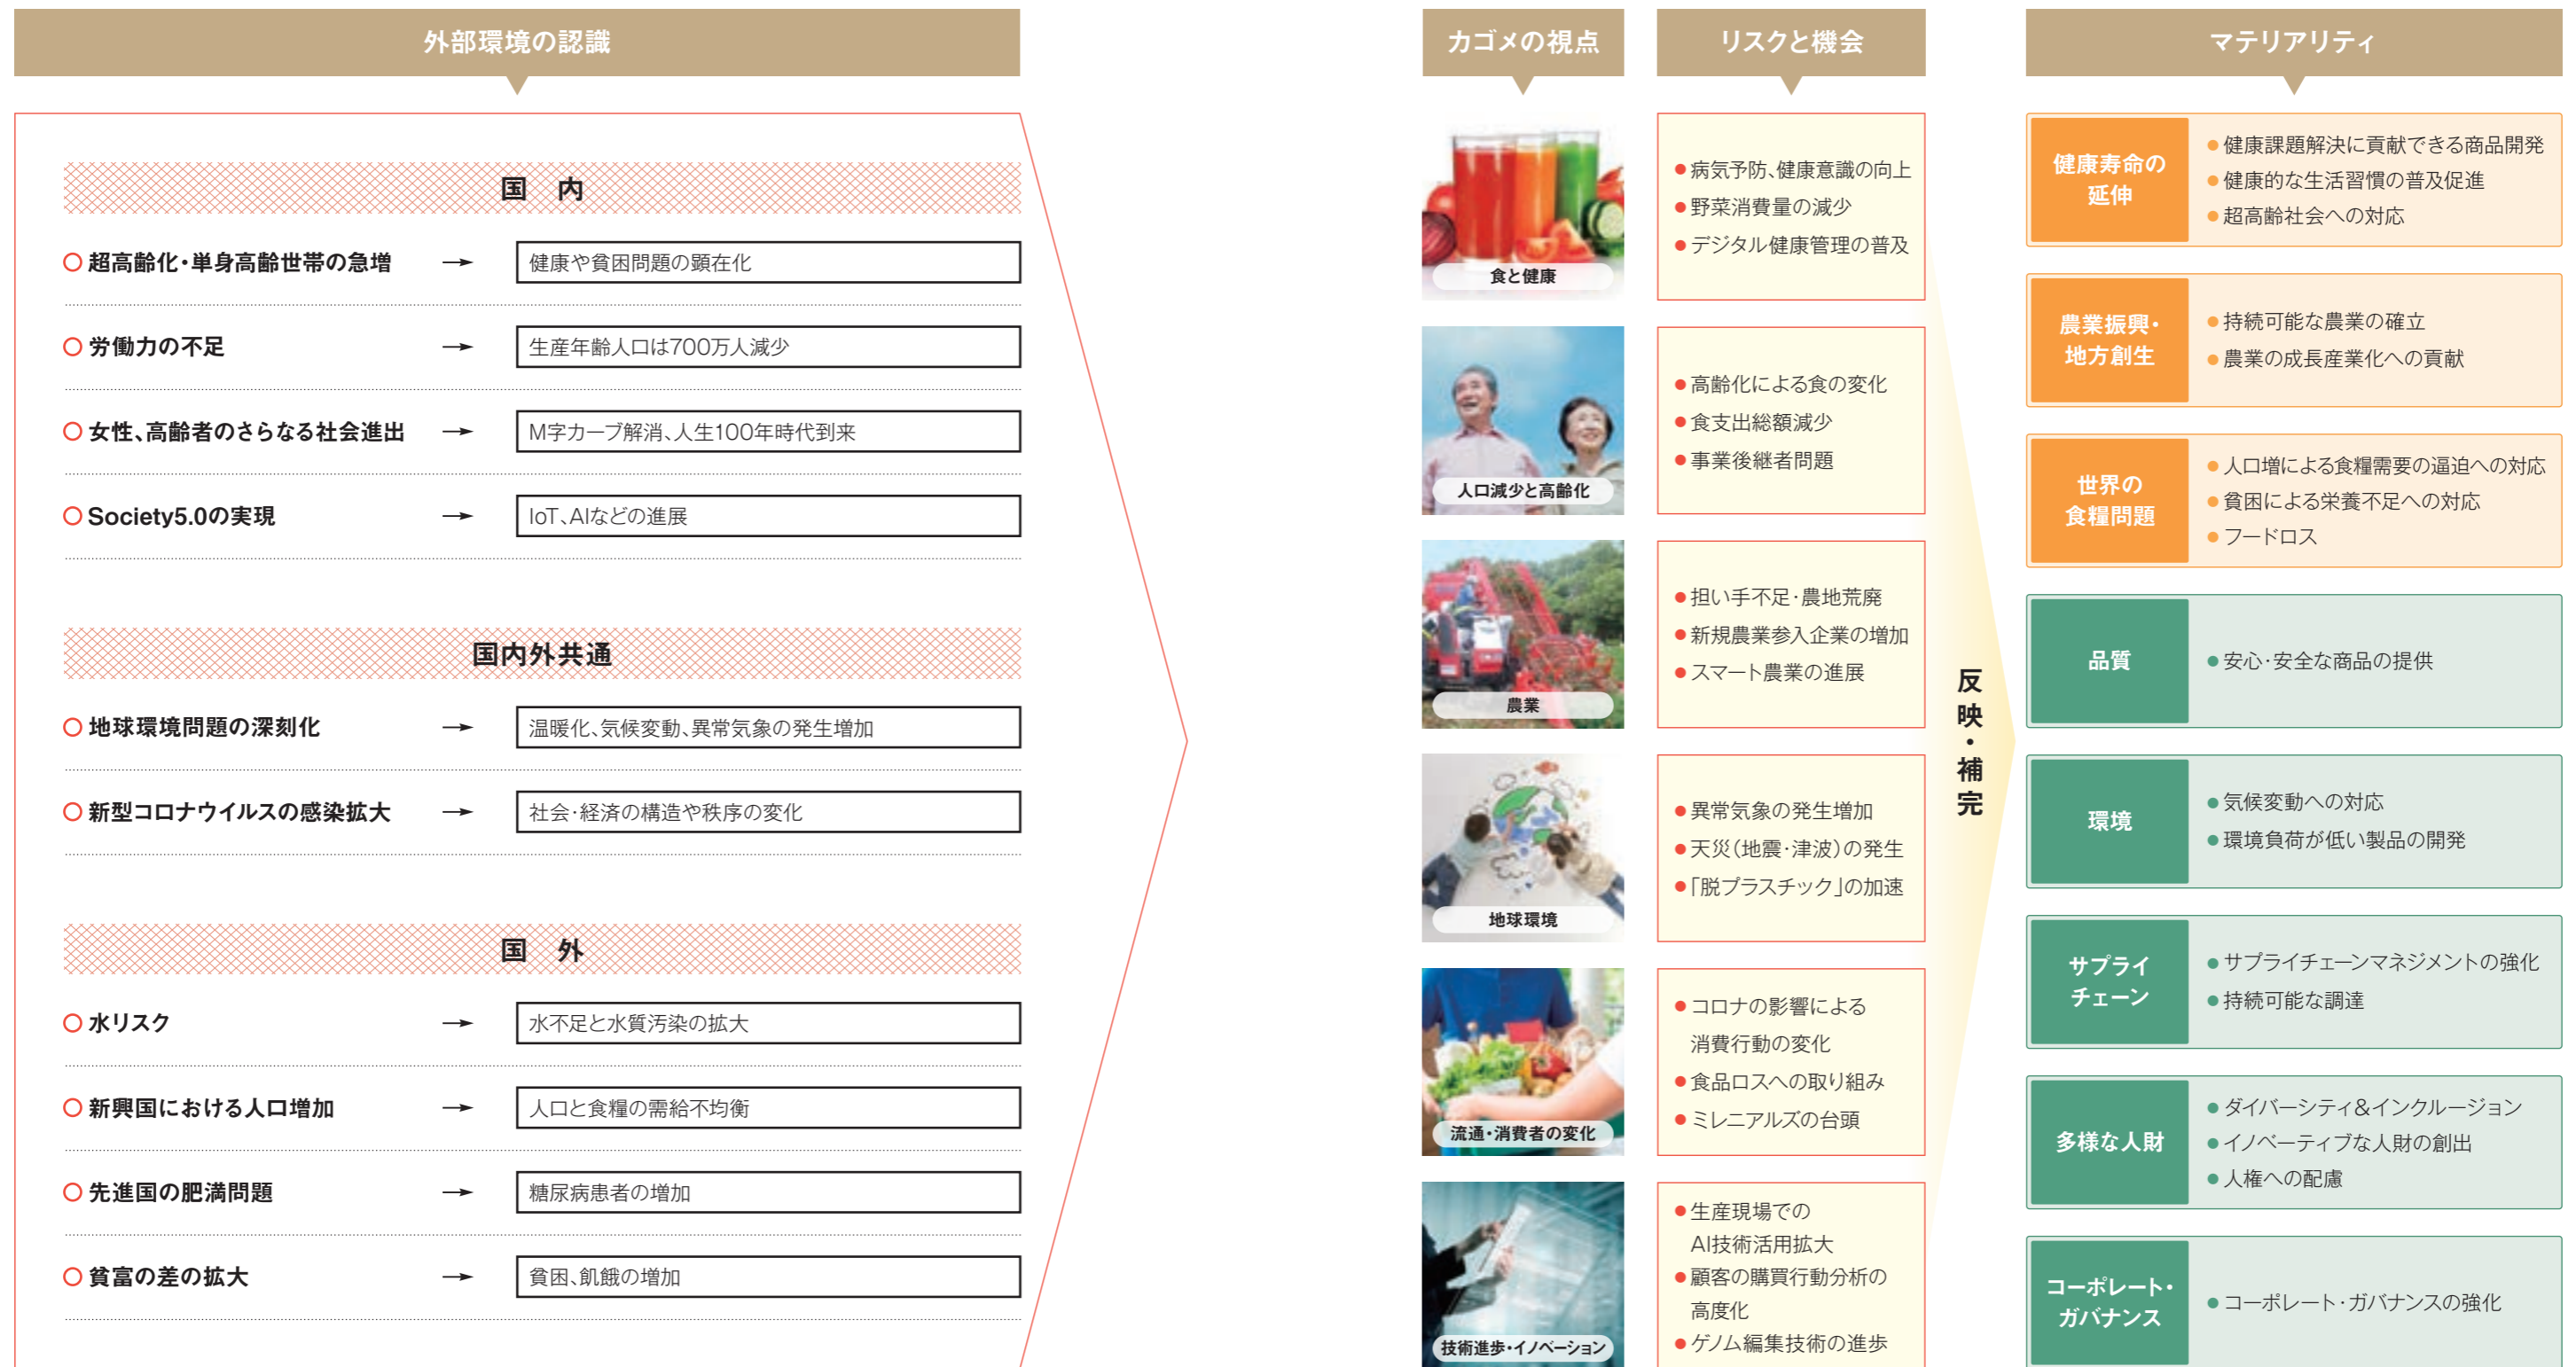 外部環境の認識
国 内
○超高齢化・単身高齢世帯の急増 → 健康や貧困問題の顕在化
○労働力の不足 → 生産年齢人口は700万人減少
○女性、高齢者のさらなる社会進出 → M字カーブ解消、人生100年時代到来
○Society5.0の実現 → IoT、AIなどの進展
国内外共通
○地球環境問題の深刻化 → 温暖化、気候変動、異常気象の発生増加
○新型コロナウイルスの感染拡大 → 社会・経済の構造や秩序の変化
国 外
○水リスク → 水不足と水質汚染の拡大
○新興国における人口増加 → 人口と食糧の需給不均衡
○先進国の肥満問題 → 糖尿病患者の増加
○貧富の差の拡大 → 貧困、飢餓の増加
カゴメの視点
食と健康
人口減少と高齢化
農業
地球環境
流通・消費者の変化
技術進歩・イノベーション
リスクと機会
●病気予防、健康意識の向上
●野菜消費量の減少
●デジタル健康管理の普及
●高齢化による食の変化
●食支出総額減少
●事業後継者問題
●担い手不足・農地荒廃
●新規農業参入企業の増加
●スマート農業の進展
●異常気象の発生増加
●天災（地震・津波）の発生
●「脱プラスチック」の加速
●コロナの影響による
消費行動の変化
●食品ロスへの取り組み
●ミレニアルズの台頭
●生産現場での
AI技術活用拡大
●顧客の購買行動分析の
高度化
●ゲノム編集技術の進歩
反映・補完
マテリアリティ
健康寿命の
延伸
●健康課題解決に貢献できる商品開発
●健康的な生活習慣の普及促進
●超高齢社会への対応
農業振興・
地方創生
●持続可能な農業の確立
●農業の成長産業化への貢献
世界の
食糧問題
●人口増による食糧需要の逼迫への対応
●貧困による栄養不足への対応
●フードロス
品質
●安心・安全な商品の提供
環境
●気候変動への対応
●環境負荷が低い製品の開発
サプライ
チェーン
●サプライチェーンマネジメントの強化
●持続可能な調達
多様な人財
●ダイバーシティ&インクルージョン
●イノベーティブな人財の創出
●人権への配慮
コーポレート・
ガバナンス
●コーポレート・ガバナンスの強化